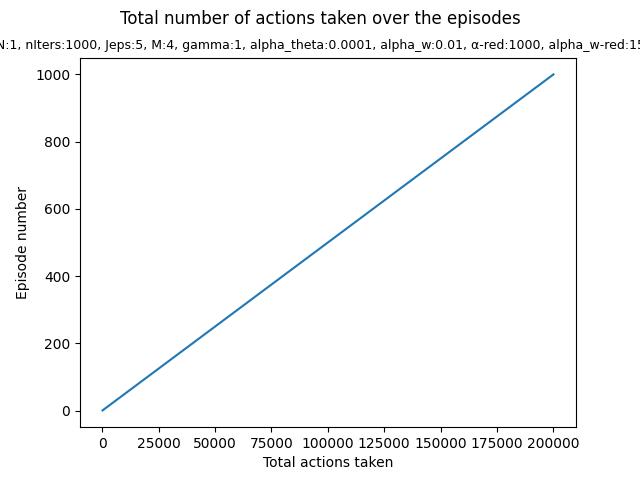 Total number of actions taken over the episodes
N:1, nIters:1000, Jeps:5, M:4, gamma:1, alpha_theta:0.0001, alpha_w:0.01, α-red:1000, alpha_w-red:15
1000
800
600
400
200
0
Episode number
0 25000 50000 75000 100000 125000 150000 175000 200000
Total actions taken